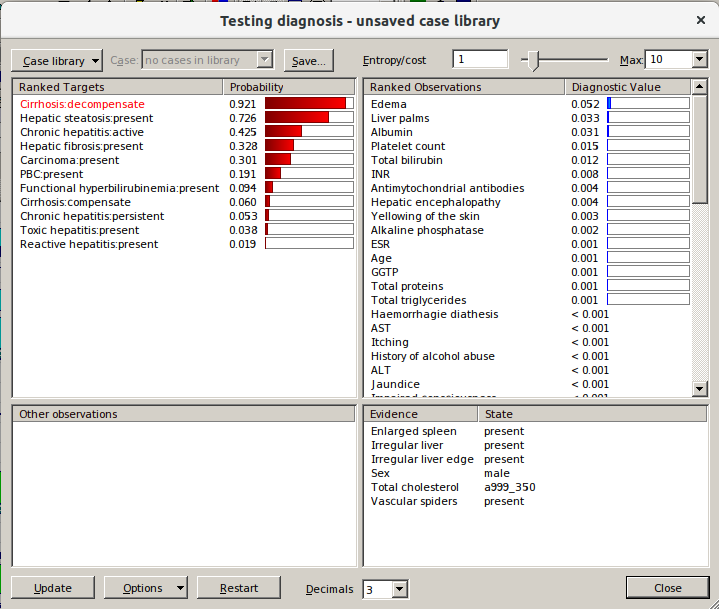 Testing diagnosis - unsaved case library
Case library Case: no cases in library Save... Entropy/cost 1 Max: 10
Ranked Targets Probability
Cirrhosis:decompensate 0.921
Hepatic steatosis:present 0.726
Chronic hepatitis:active 0.425
Hepatic fibrosis:present 0.328
Carcinoma:present 0.301
PBC:present 0.191
Functional hyperbilirubinemia:present 0.094
Cirrhosis:compensate 0.060
Chronic hepatitis:persistent 0.053
Toxic hepatitis:present 0.038
Reactive hepatitis:present 0.019
Ranked Observations Diagnostic Value
Edema 0.052
Liver palms 0.033
Albumin 0.031
Platelet count 0.015
Total bilirubin 0.012
INR 0.008
Antimytochondrial antibodies 0.004
Hepatic encephalopathy 0.004
Yellowing of the skin 0.003
Alkaline phosphatase 0.002
ESR 0.001
Age 0.001
GGTP 0.001
Total proteins 0.001
Total triglycerides 0.001
Haemorrhagie diathesis < 0.001
AST < 0.001
Itching < 0.001
History of alcohol abuse < 0.001
ALT < 0.001
Jaundice < 0.001
Other observations
Evidence State
Enlarged spleen present
Irregular liver present
Irregular liver edge present
Sex male
Total cholesterol a999_350
Vascular spiders present
Update Options Restart Decimals 3 Close